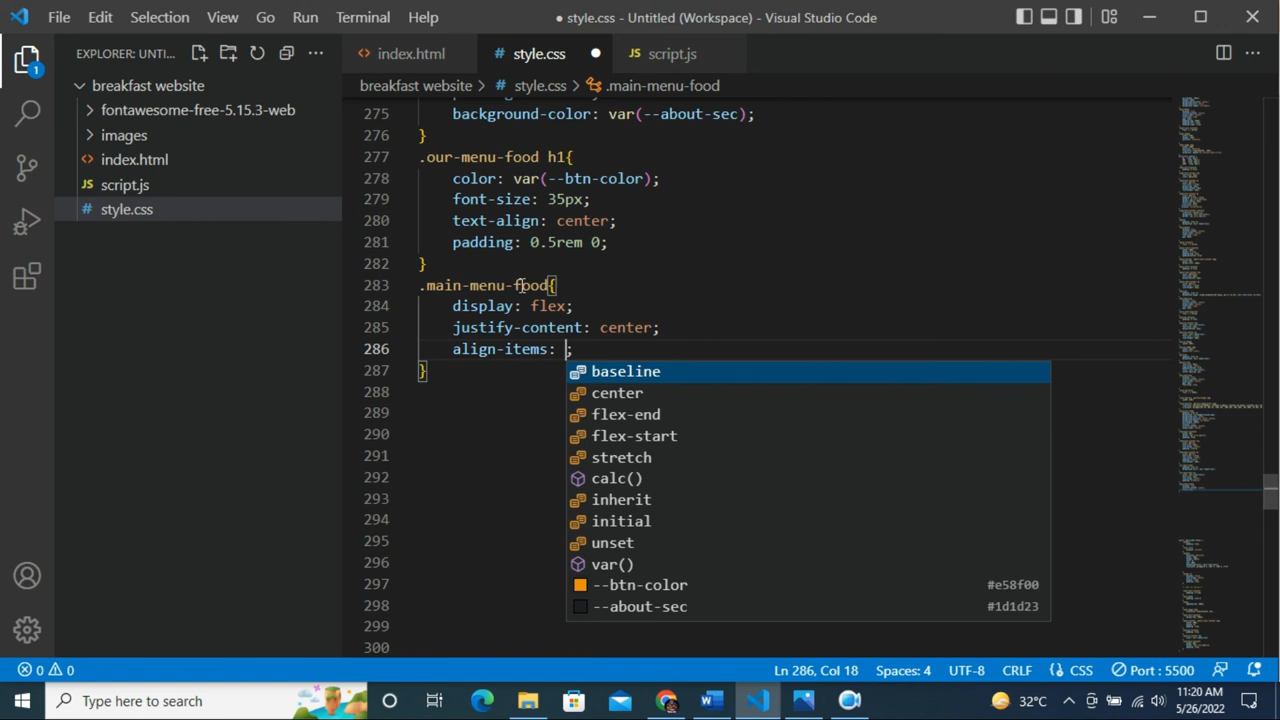 File Edit Selection View Go Run Terminal Help ● style.css - Untitled (Workspace) - Visual Studio Code
EXPLORER: UNTI... ...
index.html # style.css ● JS script.js ...
breakfast website > # style.css > .main-menu-food
1
breakfast website
fontawesome-free-5.15.3-web
images
<> index.html
JS script.js
# style.css
275 background-color: var(--about-sec);
276 }
277 .our-menu-food h1{
278 color: var(--btn-color);
279 font-size: 35px;
280 text-align: center;
281 padding: 0.5rem 0;
282 }
283 .main-menu-food{
284 display: flex;
285 justify-content: center;
286 align-items: ;
287 }
288
289
290
291
292
293
294
295
296
297
298
299
300
baseline
center
flex-end
flex-start
stretch
calc()
inherit
initial
unset
var()
--btn-color #e58f00
--about-sec #1d1d23
0 0 Ln 286, Col 18 Spaces: 4 UTF-8 CRLF {} CSS Port : 5500
Type here to search 32°C 11:20 AM
5/26/2022